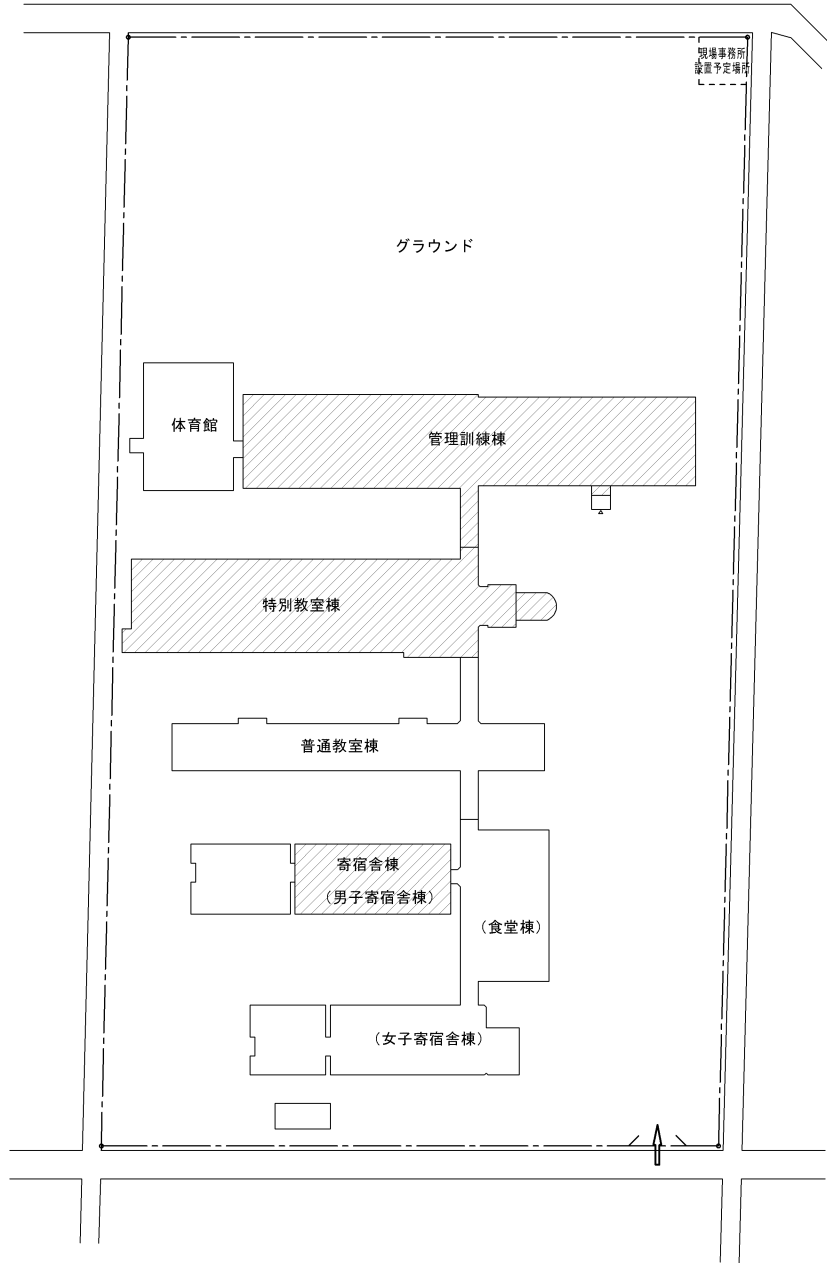 現場事務所
設置予定場所
グラウンド
体育館
管理訓練棟
特別教室棟
普通教室棟
寄宿舎棟
(男子寄宿舎棟)
(食堂棟)
(女子寄宿舎棟)